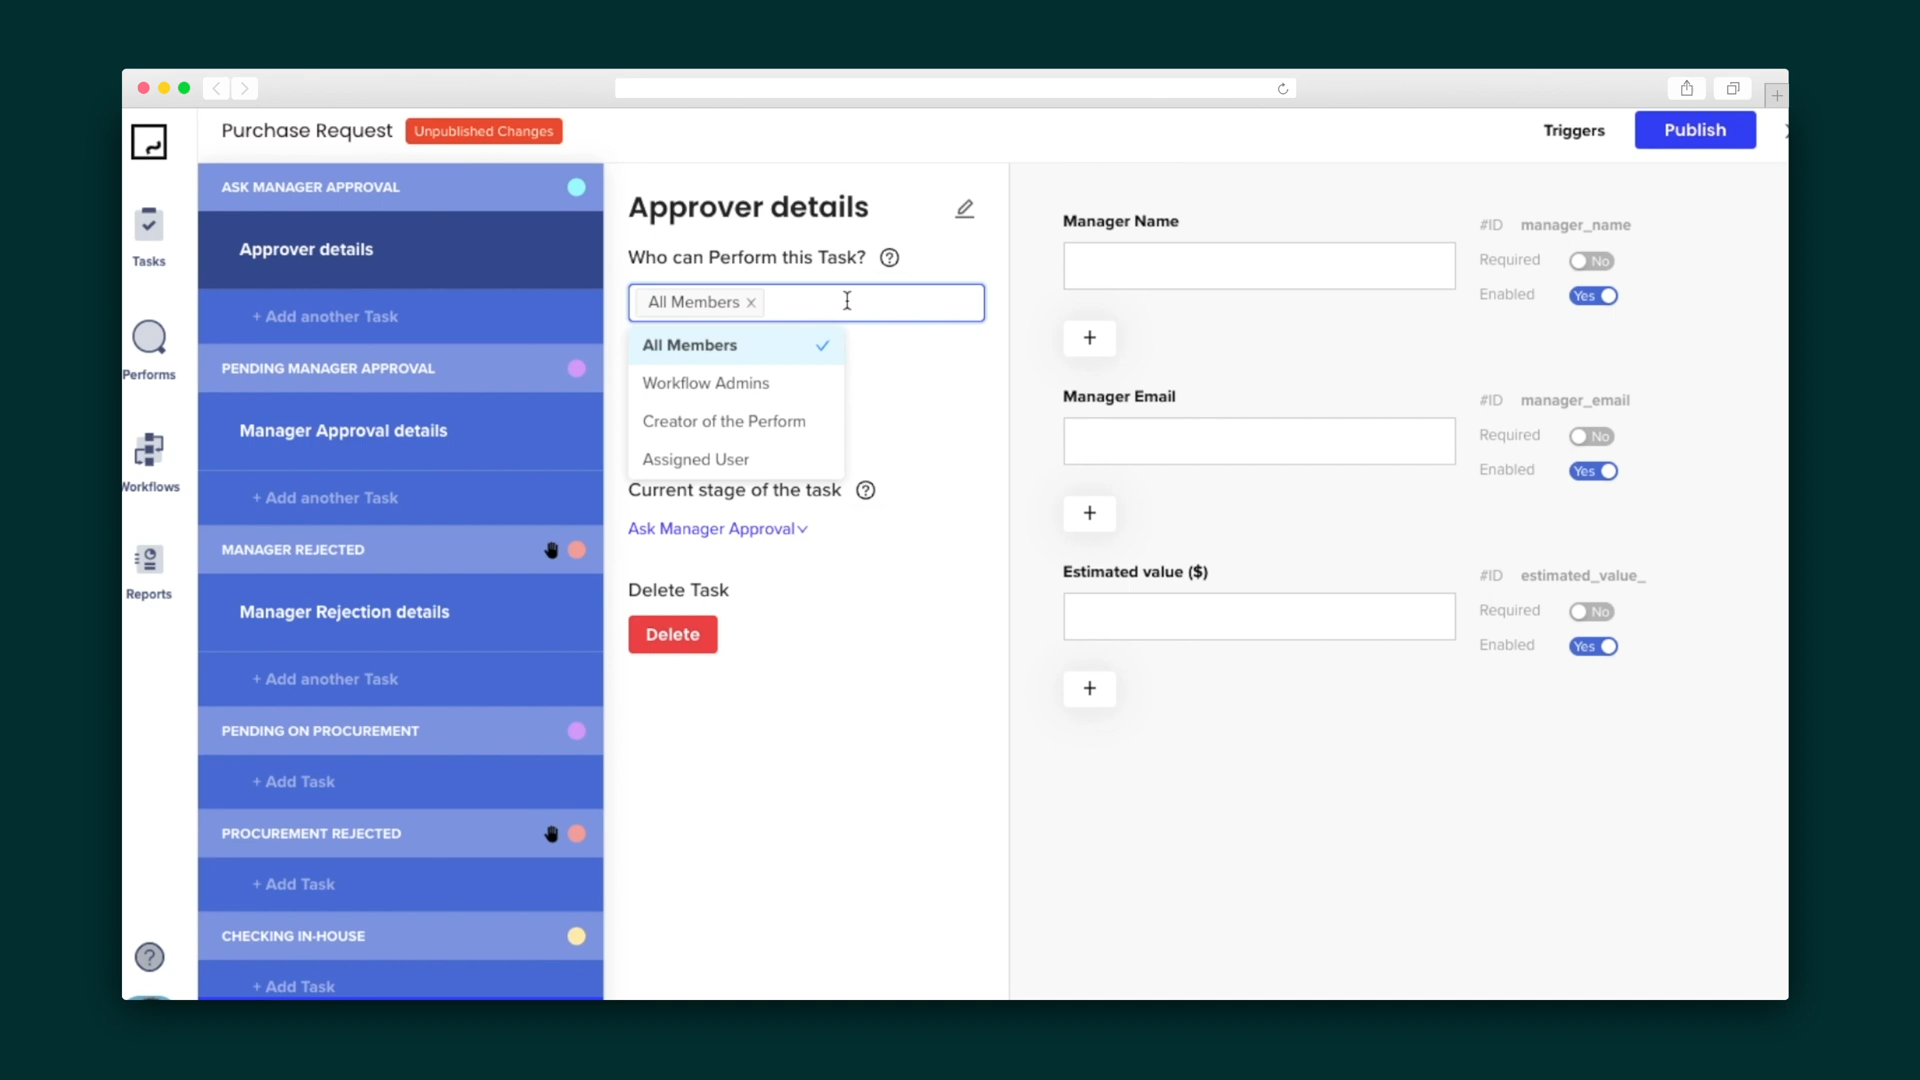 Purchase Request
Unpublished Changes
Triggers
Publish
Tasks
Performs
Workflows
Reports
?
ASK MANAGER APPROVAL
Approver details
+ Add another Task
PENDING MANAGER APPROVAL
Manager Approval details
+ Add another Task
MANAGER REJECTED
Manager Rejection details
+ Add another Task
PENDING ON PROCUREMENT
+ Add Task
PROCUREMENT REJECTED
+ Add Task
CHECKING IN-HOUSE
+ Add Task
Approver details
Who can Perform this Task? ?
All Members ×
All Members
Workflow Admins
Creator of the Perform
Assigned User
Current stage of the task ?
Ask Manager Approval
Delete Task
Delete
Manager Name
#ID manager_name
Required No
Enabled Yes
+
Manager Email
#ID manager_email
Required No
Enabled Yes
+
Estimated value ($)
#ID estimated_value_
Required No
Enabled Yes
+